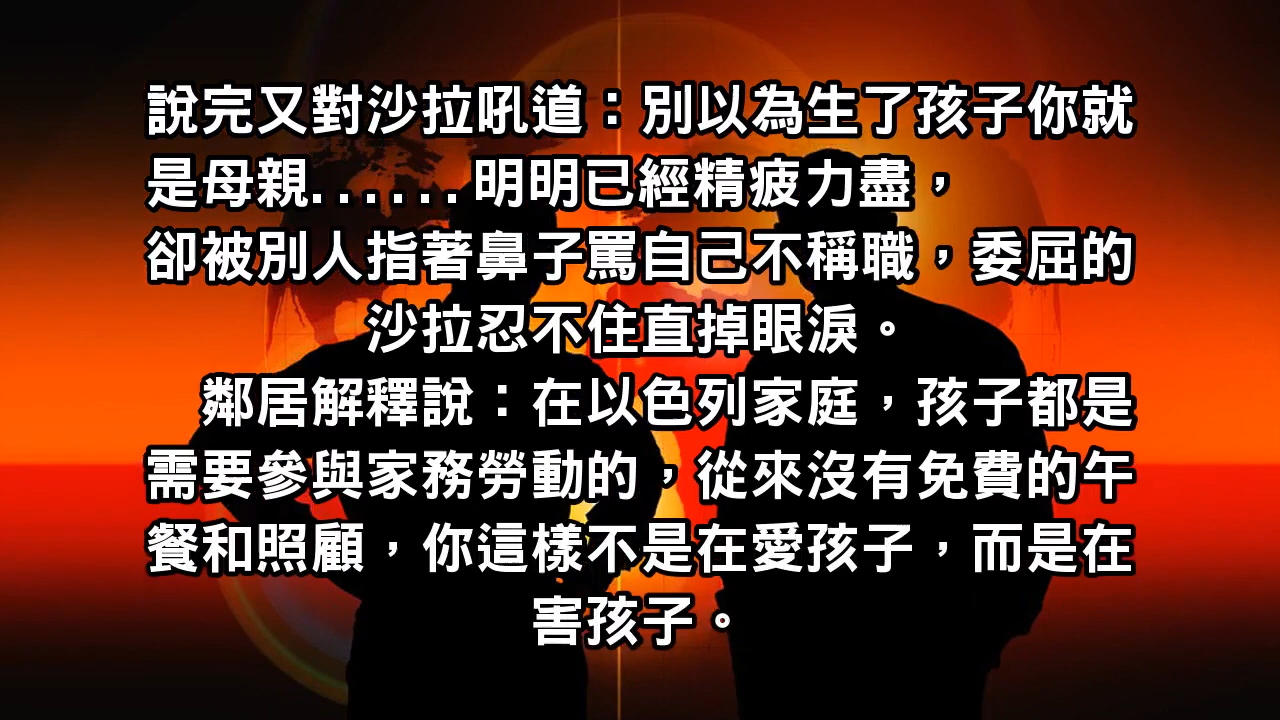 說完又對沙拉吼道：別以為生了孩子你就
是母親......明明已經精疲力盡，
卻被別人指著鼻子罵自己不稱職，委屈的
沙拉忍不住直掉眼淚。
鄰居解釋說：在以色列家庭，孩子都是
需要參與家務勞動的，從來沒有免費的午
餐和照顧，你這樣不是在愛孩子，而是在
害孩子。